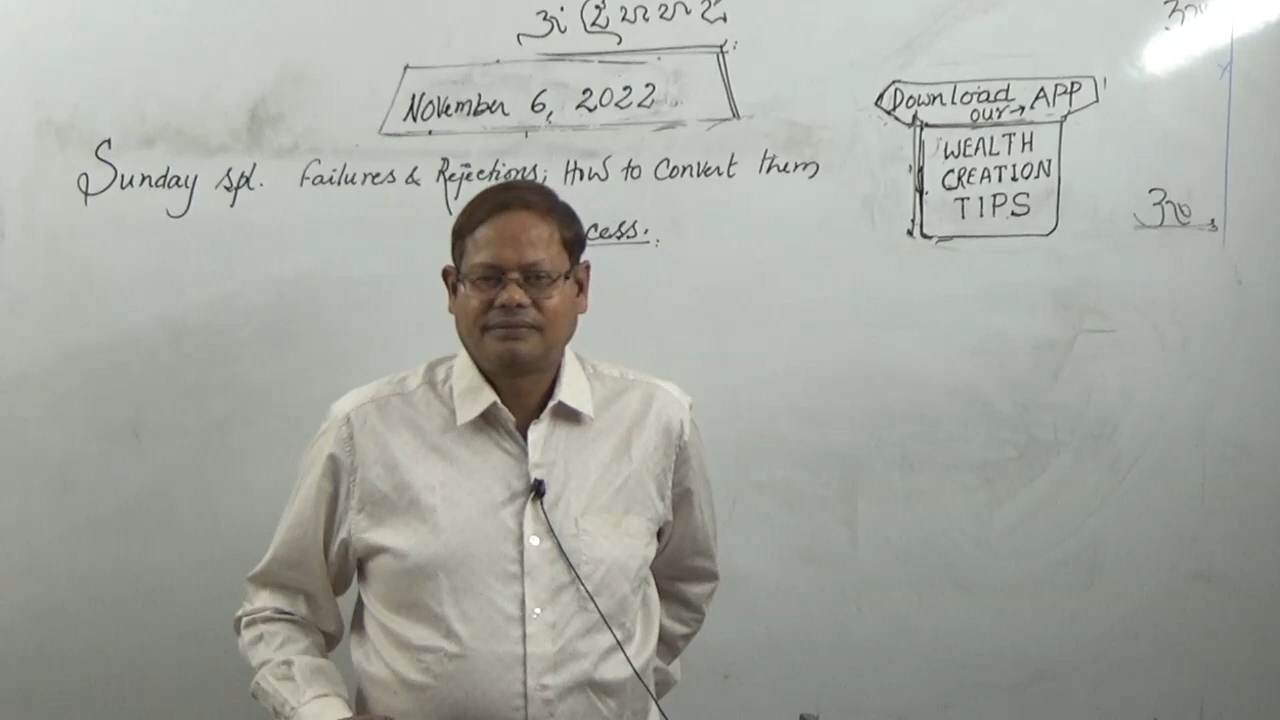 November 6, 2022
Sunday spl. Failures & Rejections; How to Convert them
cess.
Download
our → APP
WEALTH
CREATION
TIPS